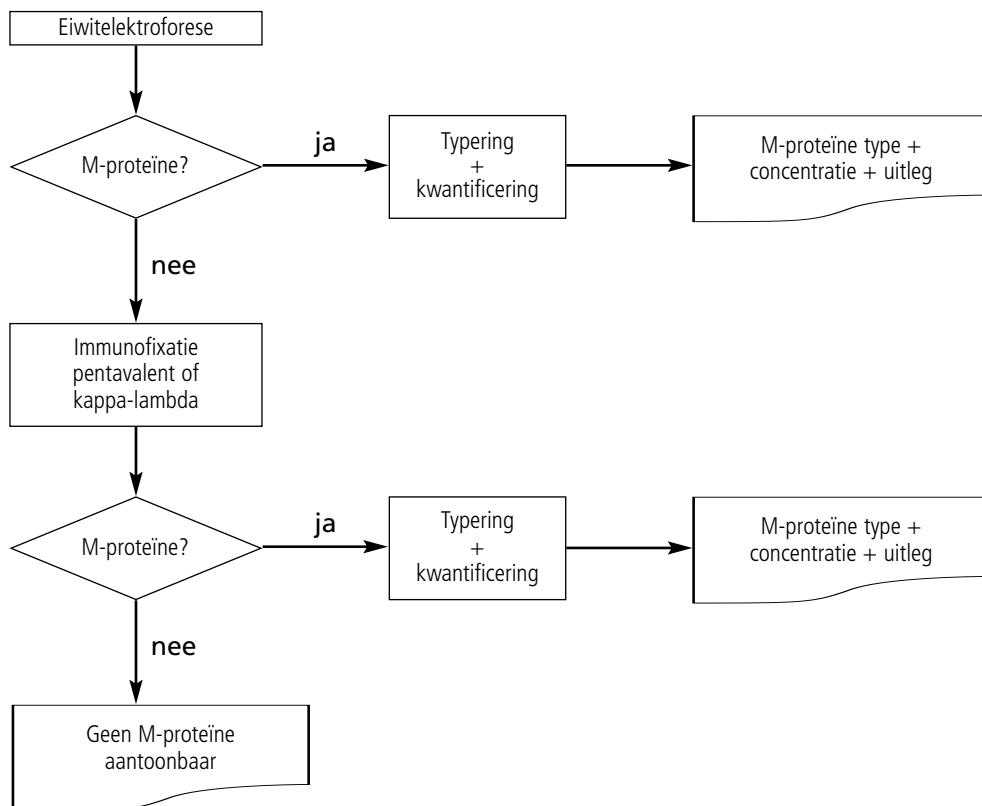 Eiwitelektroforese
M-proteïne?
ja
Typering
+
kwantificering
M-proteïne type +
concentratie + uitleg
nee
Immunofixatie
pentavalent of
kappa-lambda
M-proteïne?
ja
Typering
+
kwantificering
M-proteïne type +
concentratie + uitleg
nee
Geen M-proteïne
aantoonbaar